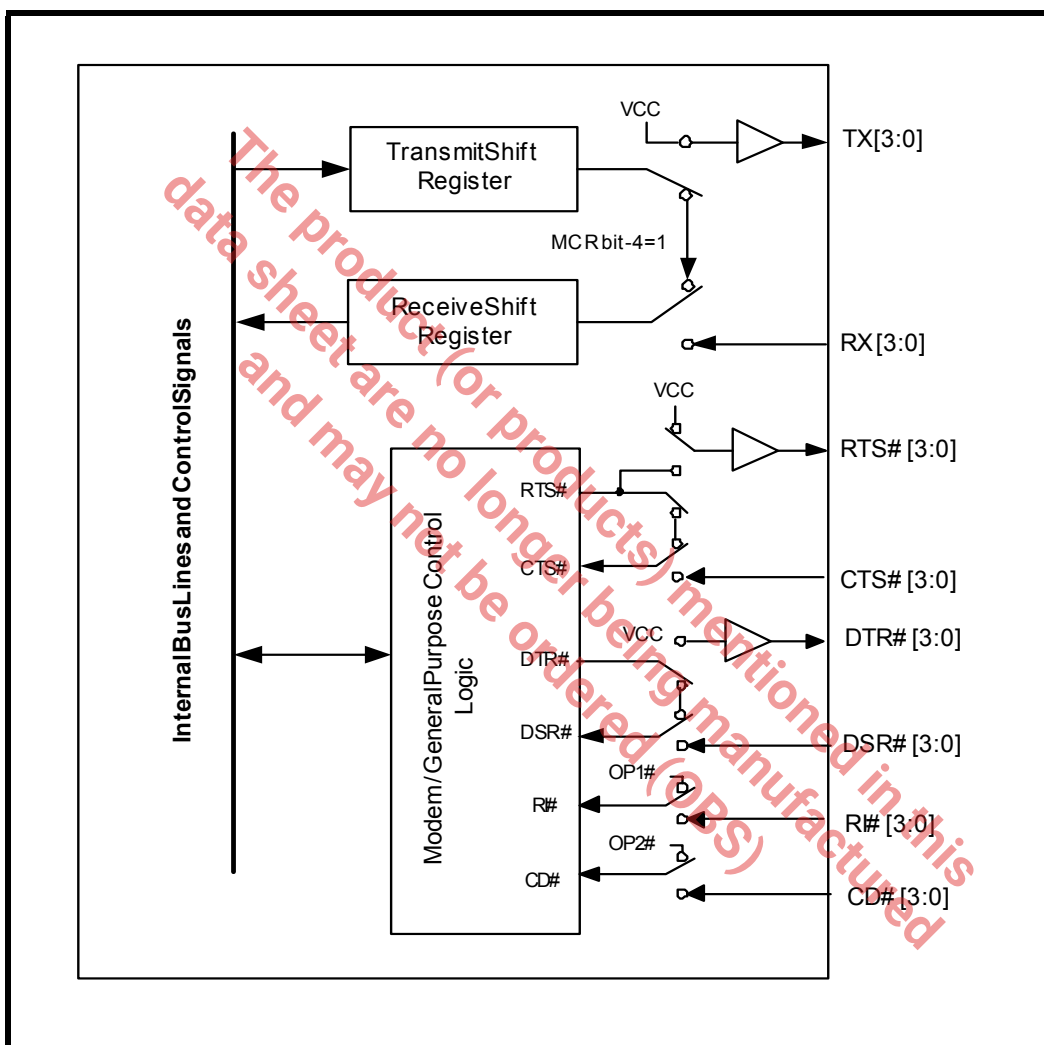 VCC
TX[3:0]
TransmitShift
Register
MCRbit-4=1
ReceiveShift
Register
RX[3:0]
VCC
RTS# [3:0]
RTS#
CTS#
CTS# [3:0]
VCC
DTR# [3:0]
DTR#
DSR#
DSR# [3:0]
OP1#
RI#
RI# [3:0]
OP2#
CD#
CD# [3:0]
InternalBusLinesandControlSignals
Modem/GeneralPurpose Control
Logic
The product (or products) mentioned in this
data sheet are no longer being manufactured
and may not be ordered (OBS)